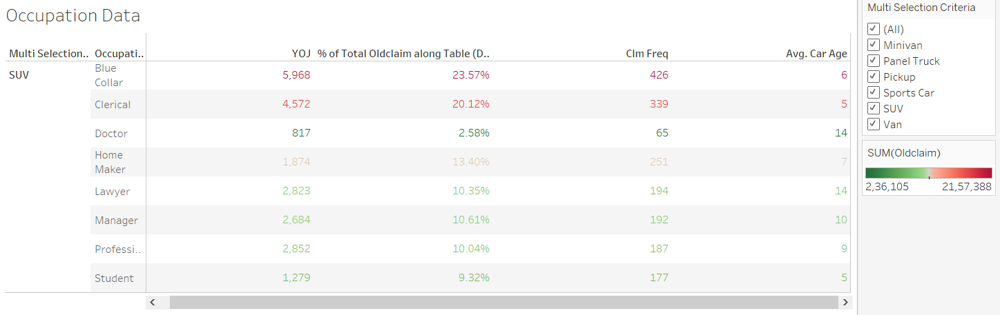 Occupation Data
Multi Selection.. Occupati.. YOJ % of Total Oldclaim along Table (D.. Clm Freq Avg. Car Age
SUV Blue Collar 5,968 23.57% 426 6
Clerical 4,572 20.12% 339 5
Doctor 817 2.58% 65 14
Home Maker 1,874 13.40% 251 7
Lawyer 2,823 10.35% 194 14
Manager 2,684 10.61% 192 10
Professi.. 2,852 10.04% 187 9
Student 1,279 9.32% 177 5
Multi Selection Criteria
(All)
Minivan
Panel Truck
Pickup
Sports Car
SUV
Van
SUM(Oldclaim)
2,36,105 21,57,388